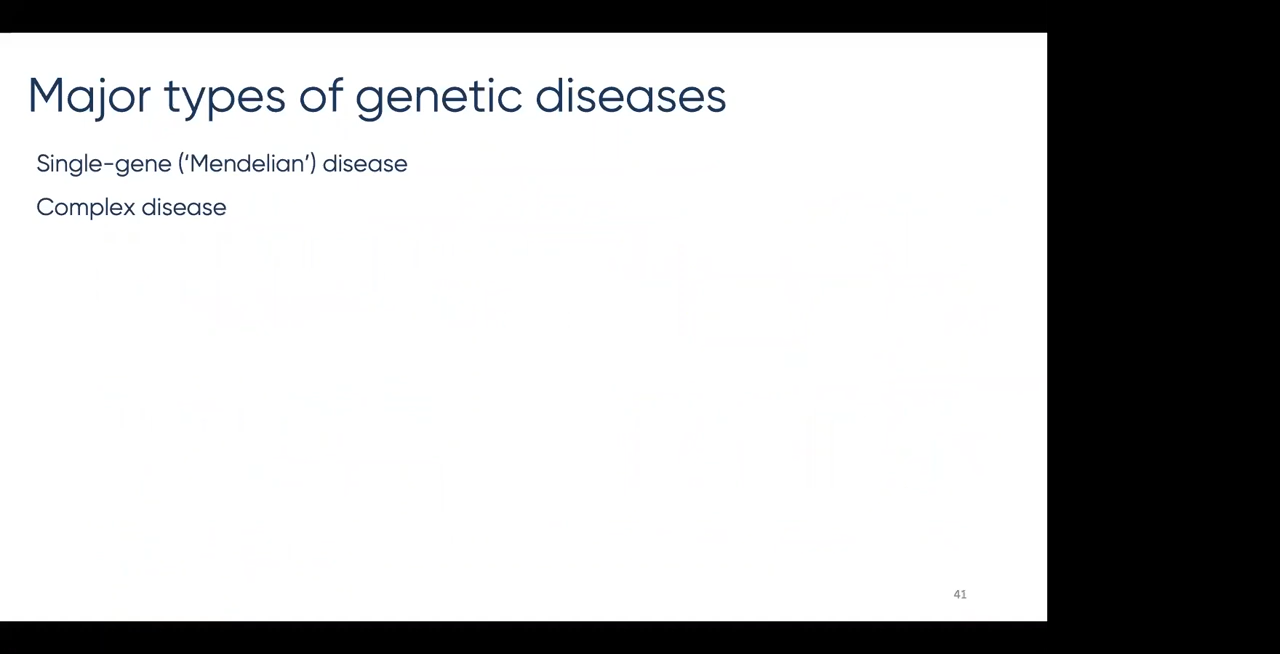 Major types of genetic diseases
Single-gene (‘Mendelian’) disease
Complex disease
41